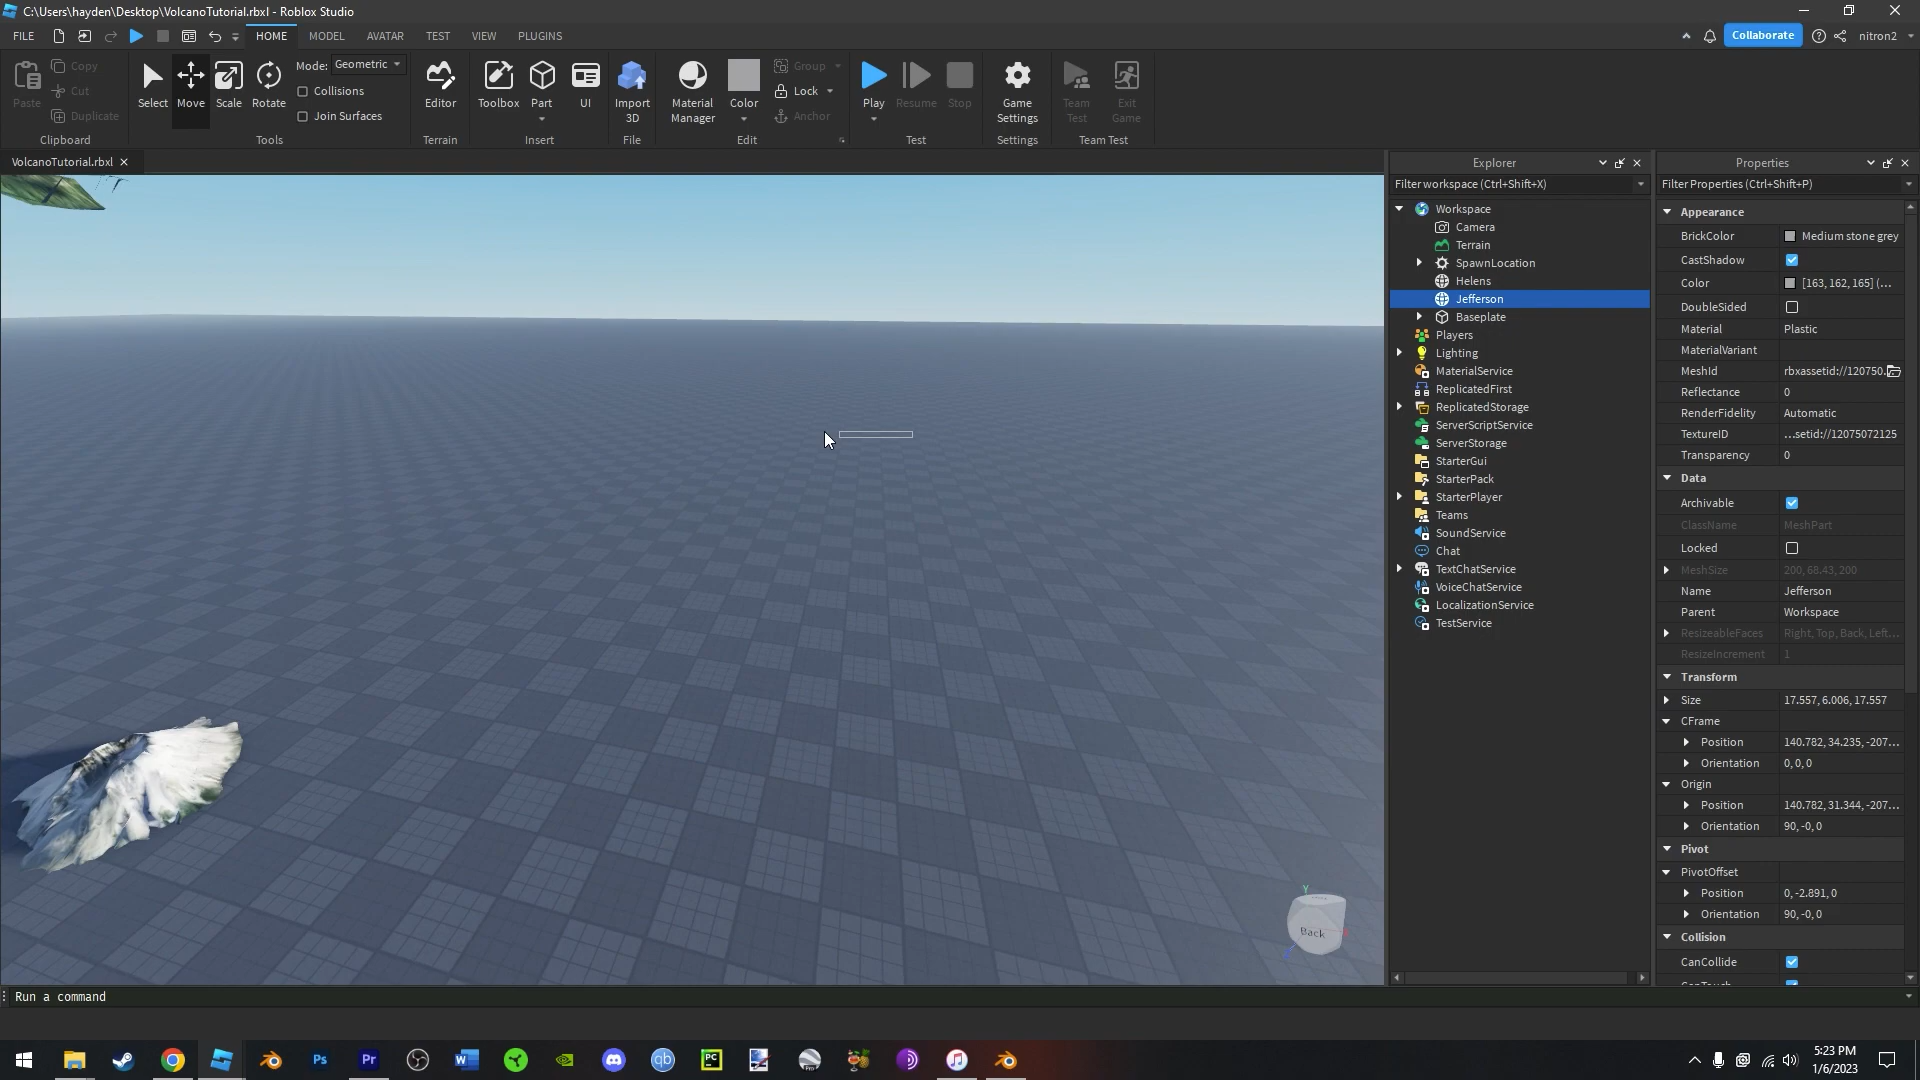 C:\Users\hayden\Desktop\VolcanoTutorial.rbxl - Roblox Studio
FILE HOME MODEL AVATAR TEST VIEW PLUGINS Collaborate nitron2
Paste
Copy
Cut
Duplicate
Clipboard
Select Move Scale Rotate
Mode: Geometric
Collisions
Join Surfaces
Tools
Editor
Terrain
Toolbox Part UI
Insert
Import
3D
File
Material
Manager
Color
Group
Lock
Anchor
Edit
Play Resume Stop
Test
Game
Settings
Settings
Team
Test
Exit
Game
Team Test
VolcanoTutorial.rbxl
Back
Y
Explorer
Filter workspace (Ctrl+Shift+X)
Workspace
Camera
Terrain
SpawnLocation
Helens
Jefferson
Baseplate
Players
Lighting
MaterialService
ReplicatedFirst
ReplicatedStorage
ServerScriptService
ServerStorage
StarterGui
StarterPack
StarterPlayer
Teams
SoundService
Chat
TextChatService
VoiceChatService
LocalizationService
TestService
Properties
Filter Properties (Ctrl+Shift+P)
Appearance
BrickColor Medium stone grey
CastShadow
Color [163, 162, 165] (...
DoubleSided
Material Plastic
MaterialVariant
MeshId rbxassetid://120750.
Reflectance 0
RenderFidelity Automatic
TextureID ...setid://12075072125
Transparency 0
Data
Archivable
ClassName MeshPart
Locked
MeshSize 200, 68.43, 200
Name Jefferson
Parent Workspace
ResizeableFaces Right, Top, Back, Left...
ResizeIncrement 1
Transform
Size 17.557, 6.006, 17.557
CFrame
Position 140.782, 34.235, -207...
Orientation 0, 0, 0
Origin
Position 140.782, 31.344, -207...
Orientation 90, -0, 0
Pivot
PivotOffset
Position 0, -2.891, 0
Orientation 90, -0, 0
Collision
CanCollide
CanTouch
Run a command
Ps Pr W qb PC Pro
5:23 PM
1/6/2023